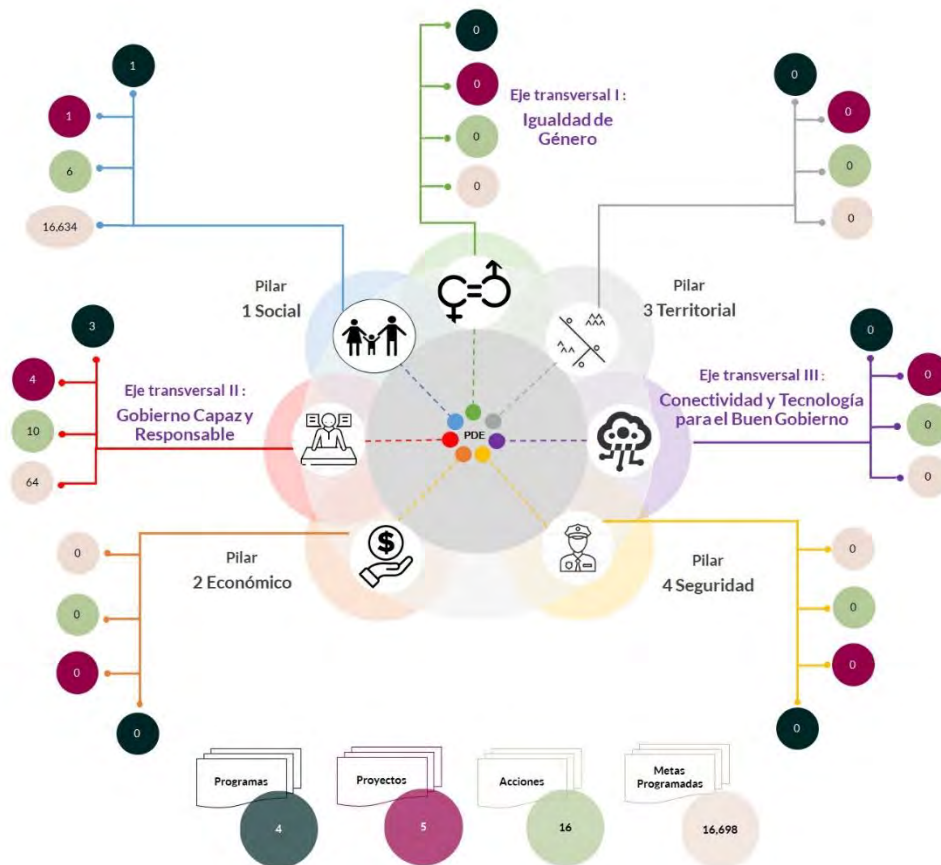 1
1
6
16,634
Pilar
1 Social
0
0
0
0
Eje transversal I :
Igualdad de
Género
0
0
0
0
Pilar
3 Territorial
3
4
10
64
Eje transversal II :
Gobierno Capaz y
Responsable
PDE
Eje transversal III :
Conectividad y Tecnología
para el Buen Gobierno
0
0
0
0
0
0
0
0
Pilar
2 Económico
$
Pilar
4 Seguridad
0
0
0
0
Programas
4
Proyectos
5
Acciones
16
Metas
Programadas
16,698